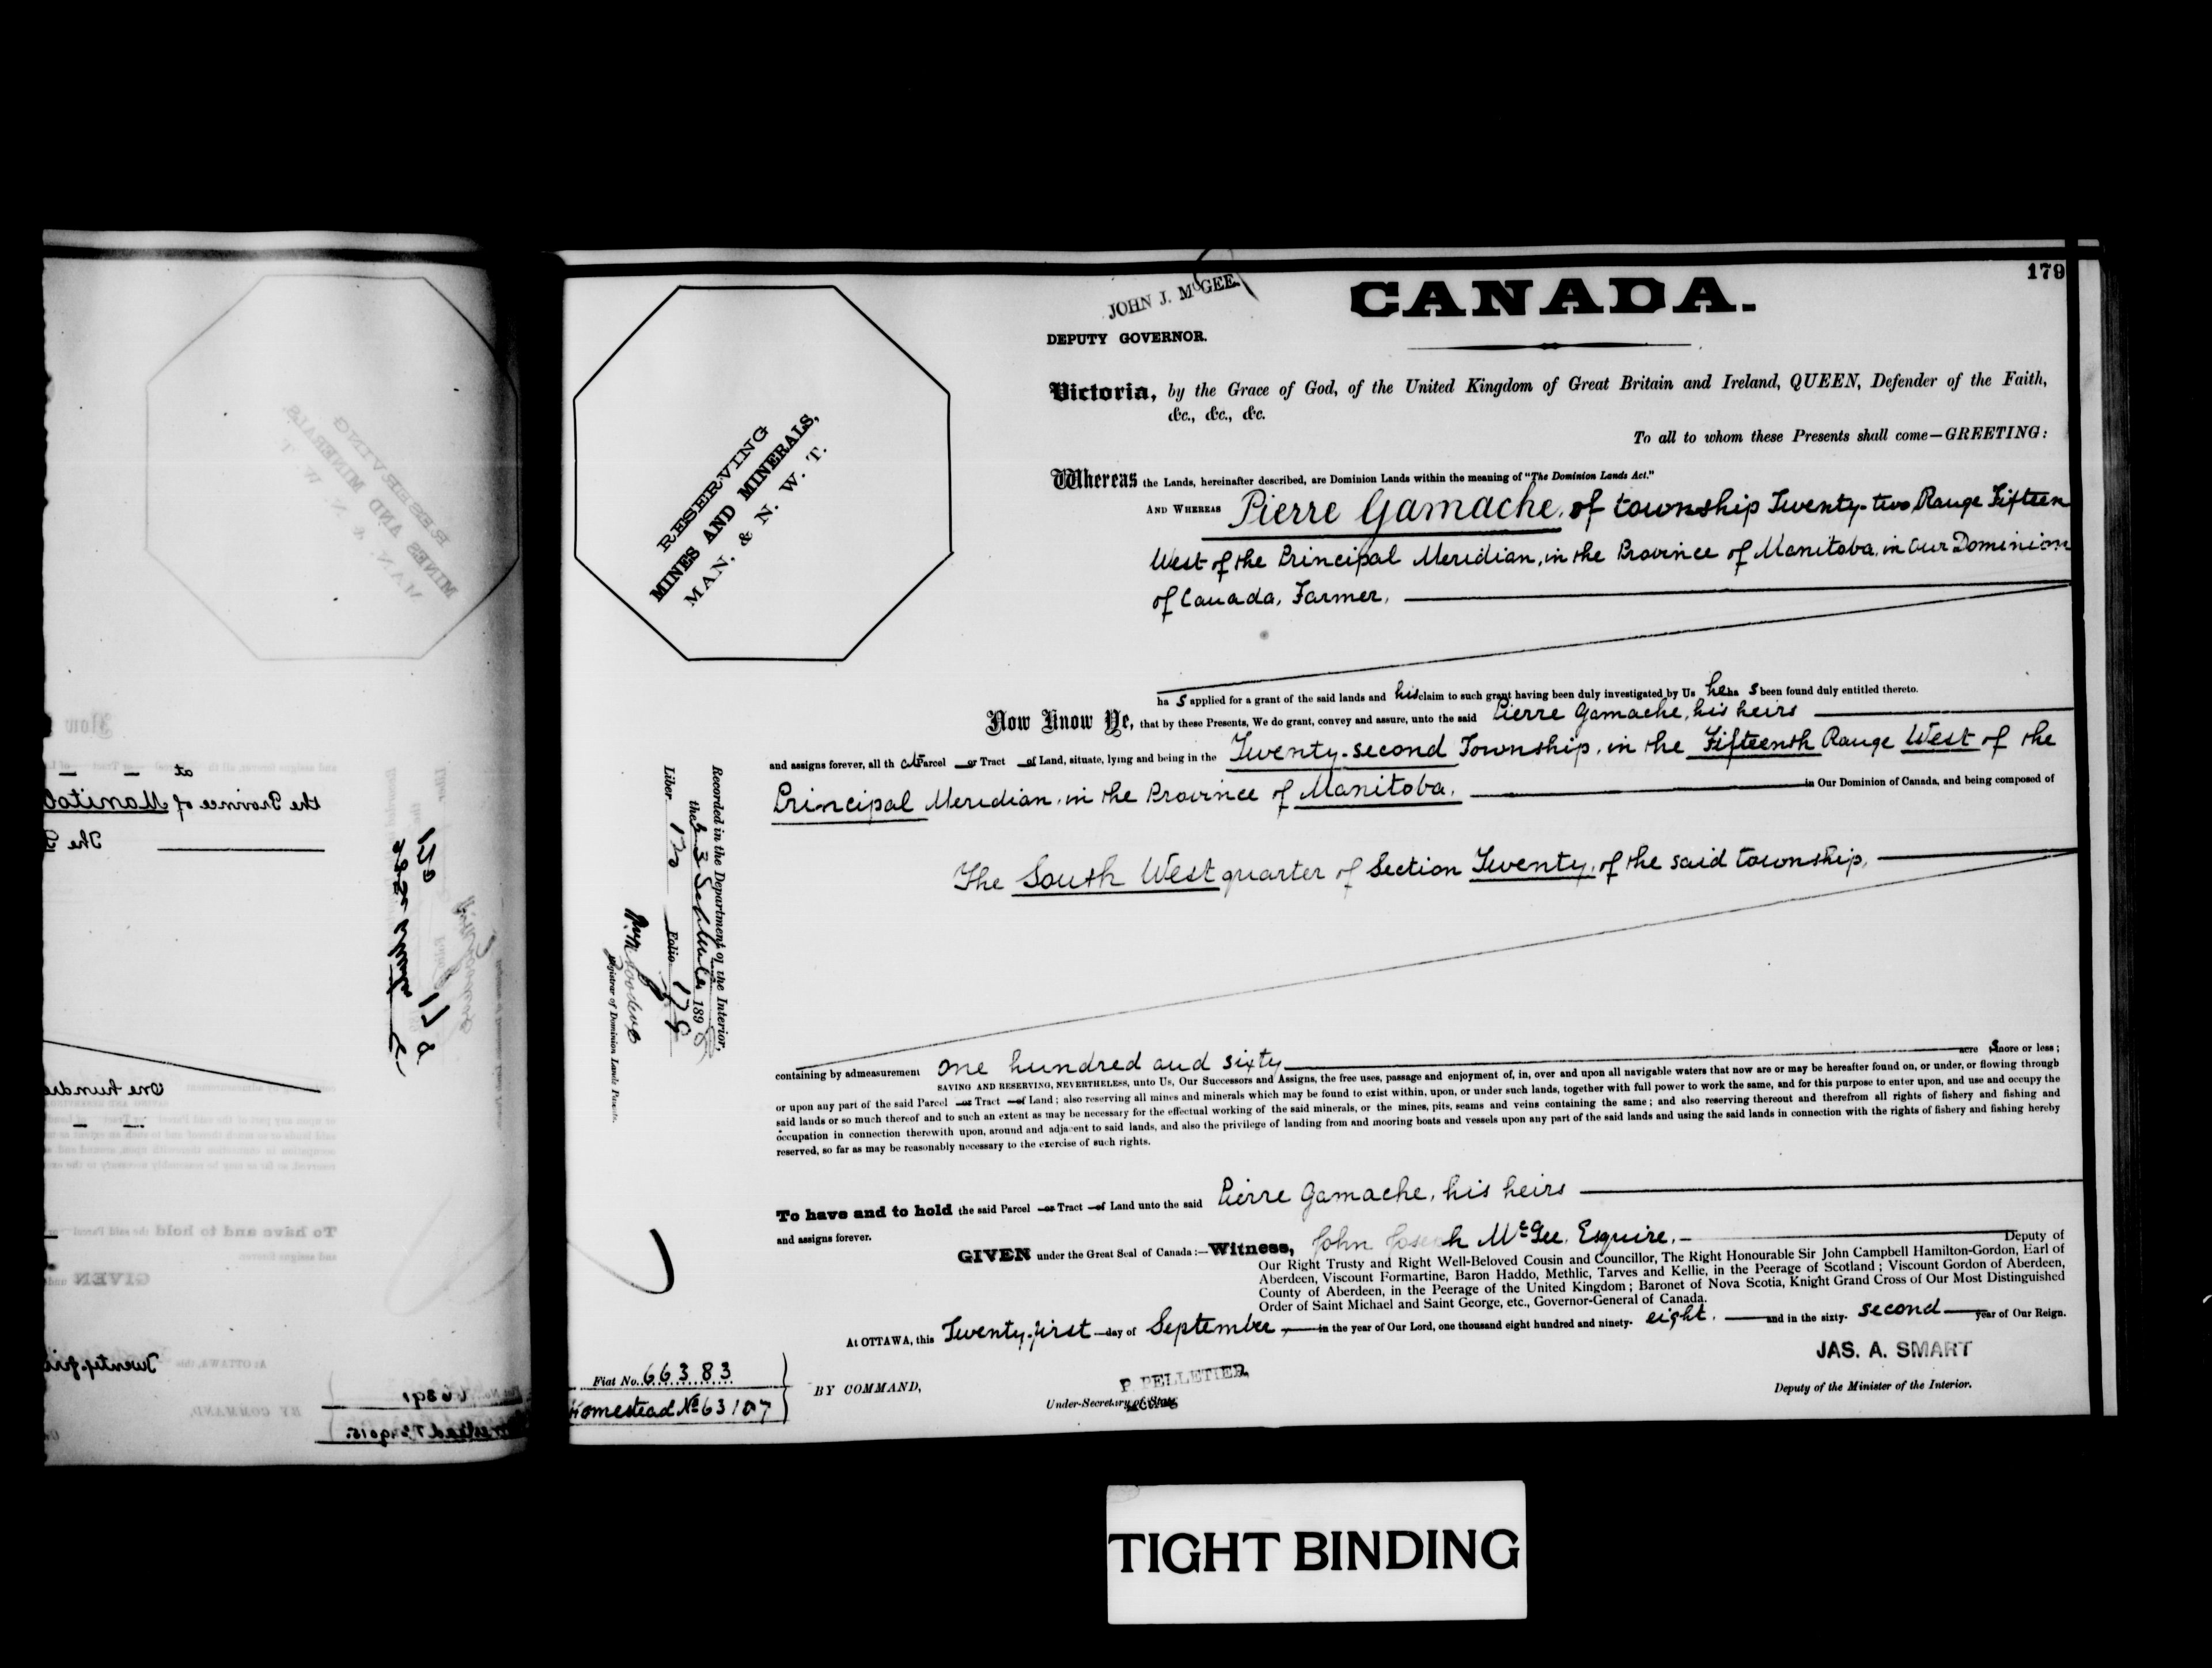 179
JOHN J. McGEE.
CANADA.
DEPUTY GOVERNOR.
RESERVING
MINES AND MINERALS,
MAN. & N. W. T.
Victoria, by the Grace of God, of the United Kingdom of Great Britain and Ireland, QUEEN, Defender of the Faith,
&c., &c., &c.
To all to whom these Presents shall come—GREETING:
Whereas the Lands, hereinafter described, are Dominion Lands within the meaning of "The Dominion Lands Act."
AND WHEREAS Pierre Gamache, of township Twenty-two, Range Fifteen
West of the Principal Meridian, in the Province of Manitoba, in Our Dominion
of Canada, Farmer,
ha s applied for a grant of the said lands and his claim to such grant having been duly investigated by Us he ha s been found duly entitled thereto.
Now Know Ye, that by these Presents, We do grant, convey and assure, unto the said Pierre Gamache, his heirs
and assigns forever, all th at Parcel or Tract of Land, situate, lying and being in the Twenty-second Township, in the Fifteenth Range West of the
Principal Meridian, in the Province of Manitoba, in Our Dominion of Canada, and being composed of
The South West quarter of Section Twenty, of the said township,
Recorded in the Department of the Interior,
the 189 8
Liber 120 Folio 179
Registrar of Dominion Lands Patents.
containing by admeasurement one hundred and sixty acre s more or less;
SAVING AND RESERVING, NEVERTHELESS, unto Us, Our Successors and Assigns, the free uses, passage and enjoyment of, in, over and upon all navigable waters that now are or may be hereafter found on, or under, or flowing through
or upon any part of the said Parcel or Tract of Land; also reserving all mines and minerals which may be found to exist within, upon, or under such lands, together with full power to work the same, and for this purpose to enter upon, and use and occupy the
said lands or so much thereof and to such an extent as may be necessary for the effectual working of the said minerals, or the mines, pits, seams and veins containing the same; and also reserving thereout and therefrom all rights of fishery and fishing and
occupation in connection therewith upon, around and adjacent to said lands, and also the privilege of landing from and mooring boats and vessels upon any part of the said lands and using the said lands in connection with the rights of fishery and fishing hereby
reserved, so far as may be reasonably necessary to the exercise of such rights.
To have and to hold the said Parcel or Tract of Land unto the said Pierre Gamache, his heirs
and assigns forever.
GIVEN under the Great Seal of Canada:—Witness, John Joseph McGee, Esquire, Deputy of
Our Right Trusty and Right Well-Beloved Cousin and Councillor, The Right Honourable Sir John Campbell Hamilton-Gordon, Earl of
Aberdeen, Viscount Formartine, Baron Haddo, Methlic, Tarves and Kellie, in the Peerage of Scotland; Viscount Gordon of Aberdeen,
County of Aberdeen, in the Peerage of the United Kingdom; Baronet of Nova Scotia, Knight Grand Cross of Our Most Distinguished
Order of Saint Michael and Saint George, etc., Governor-General of Canada.
At OTTAWA, this Twenty-first day of September in the year of Our Lord, one thousand eight hundred and ninety-eight, and in the sixty-second year of Our Reign.
JAS. A. SMART
Deputy of the Minister of the Interior.
Fiat No. 66383
Homestead No 63107
BY COMMAND,
P. PELLETIER,
Under-Secretary of State
Acting
TIGHT BINDING